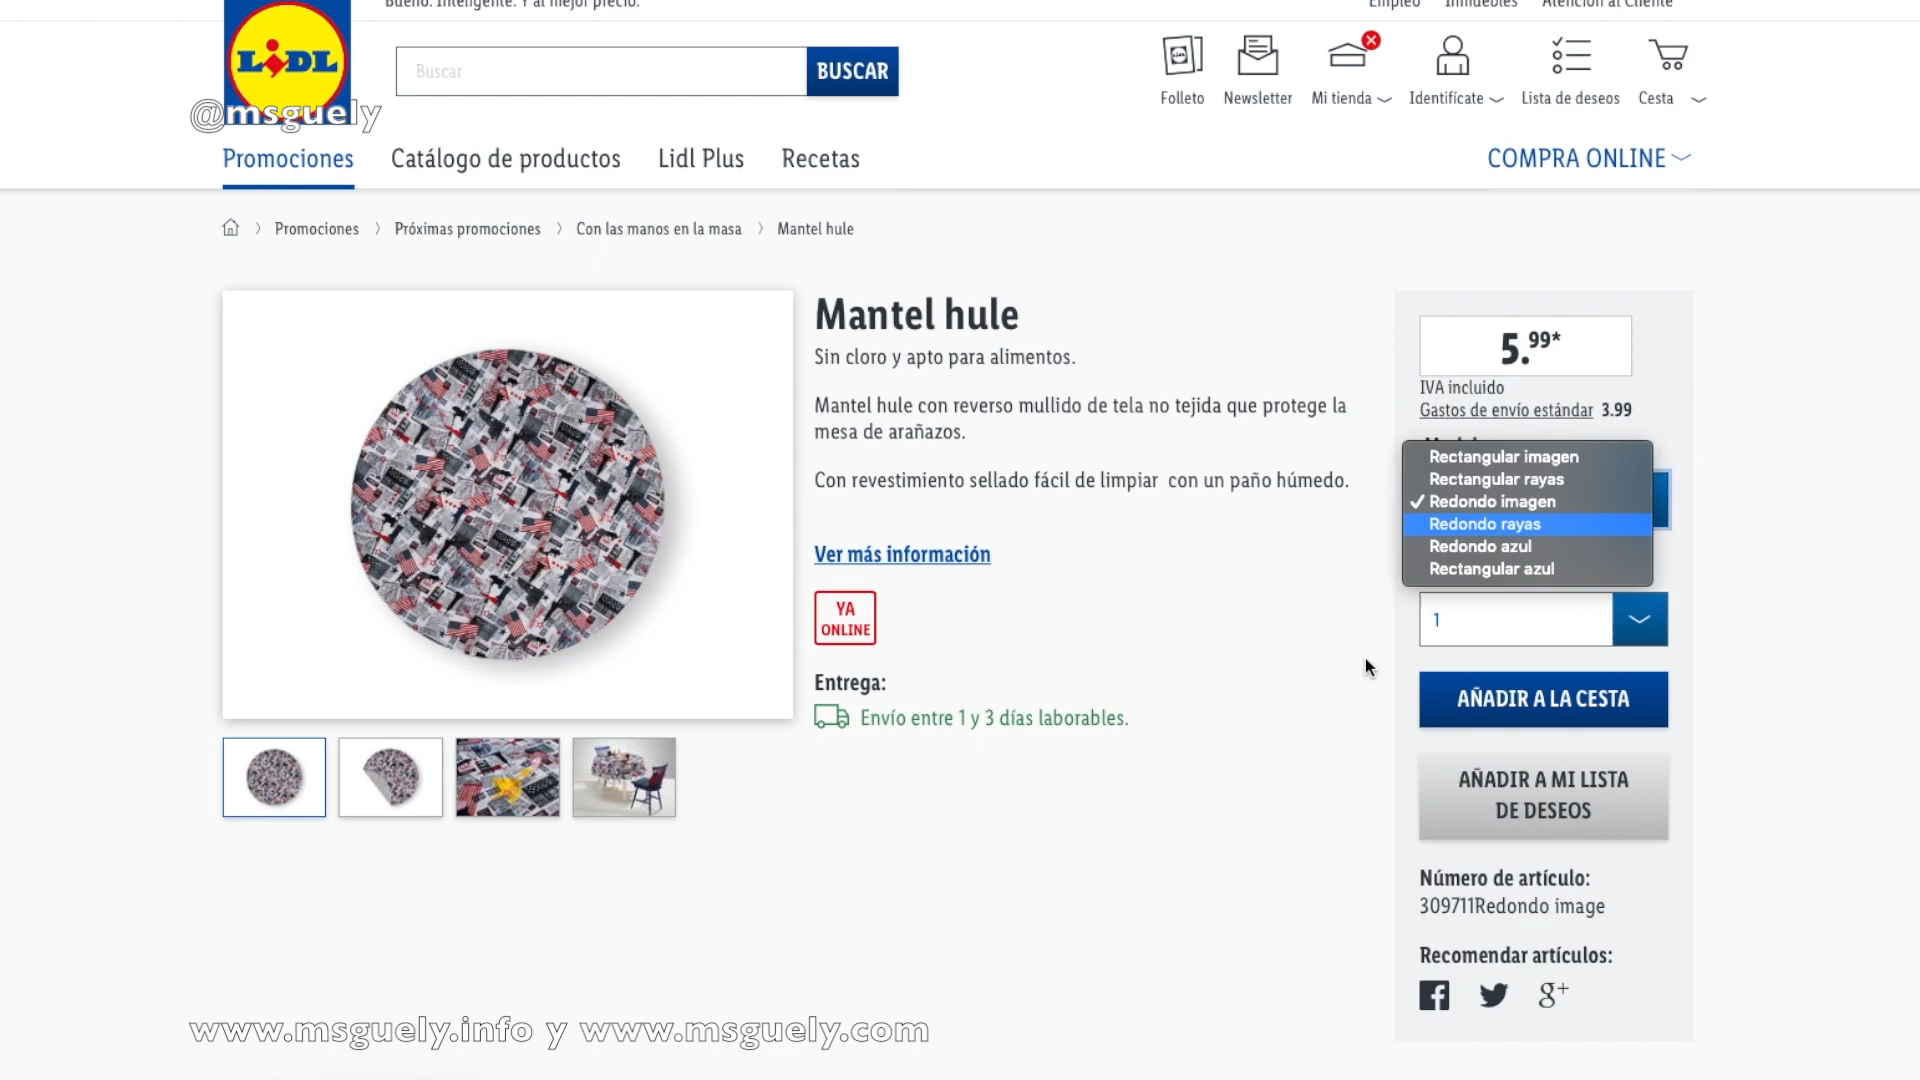 Bueno. Inteligente. Y al mejor precio.
Empleo Inmuebles Atención al Cliente
LIDL
Buscar
BUSCAR
Folleto
Newsletter
Mi tienda
Identifícate
Lista de deseos
Cesta
@msguely
Promociones
Catálogo de productos
Lidl Plus
Recetas
COMPRA ONLINE
Promociones
Próximas promociones
Con las manos en la masa
Mantel hule
Mantel hule
Sin cloro y apto para alimentos.
Mantel hule con reverso mullido de tela no tejida que protege la
mesa de arañazos.
Con revestimiento sellado fácil de limpiar con un paño húmedo.
Ver más información
YA
ONLINE
Entrega:
Envío entre 1 y 3 días laborables.
5.99*
IVA incluido
Gastos de envío estándar 3.99
Rectangular imagen
Rectangular rayas
✓ Redondo imagen
Redondo rayas
Redondo azul
Rectangular azul
1
AÑADIR A LA CESTA
AÑADIR A MI LISTA
DE DESEOS
Número de artículo:
309711Redondo image
Recomendar artículos:
g+
www.msguely.info y www.msguely.com